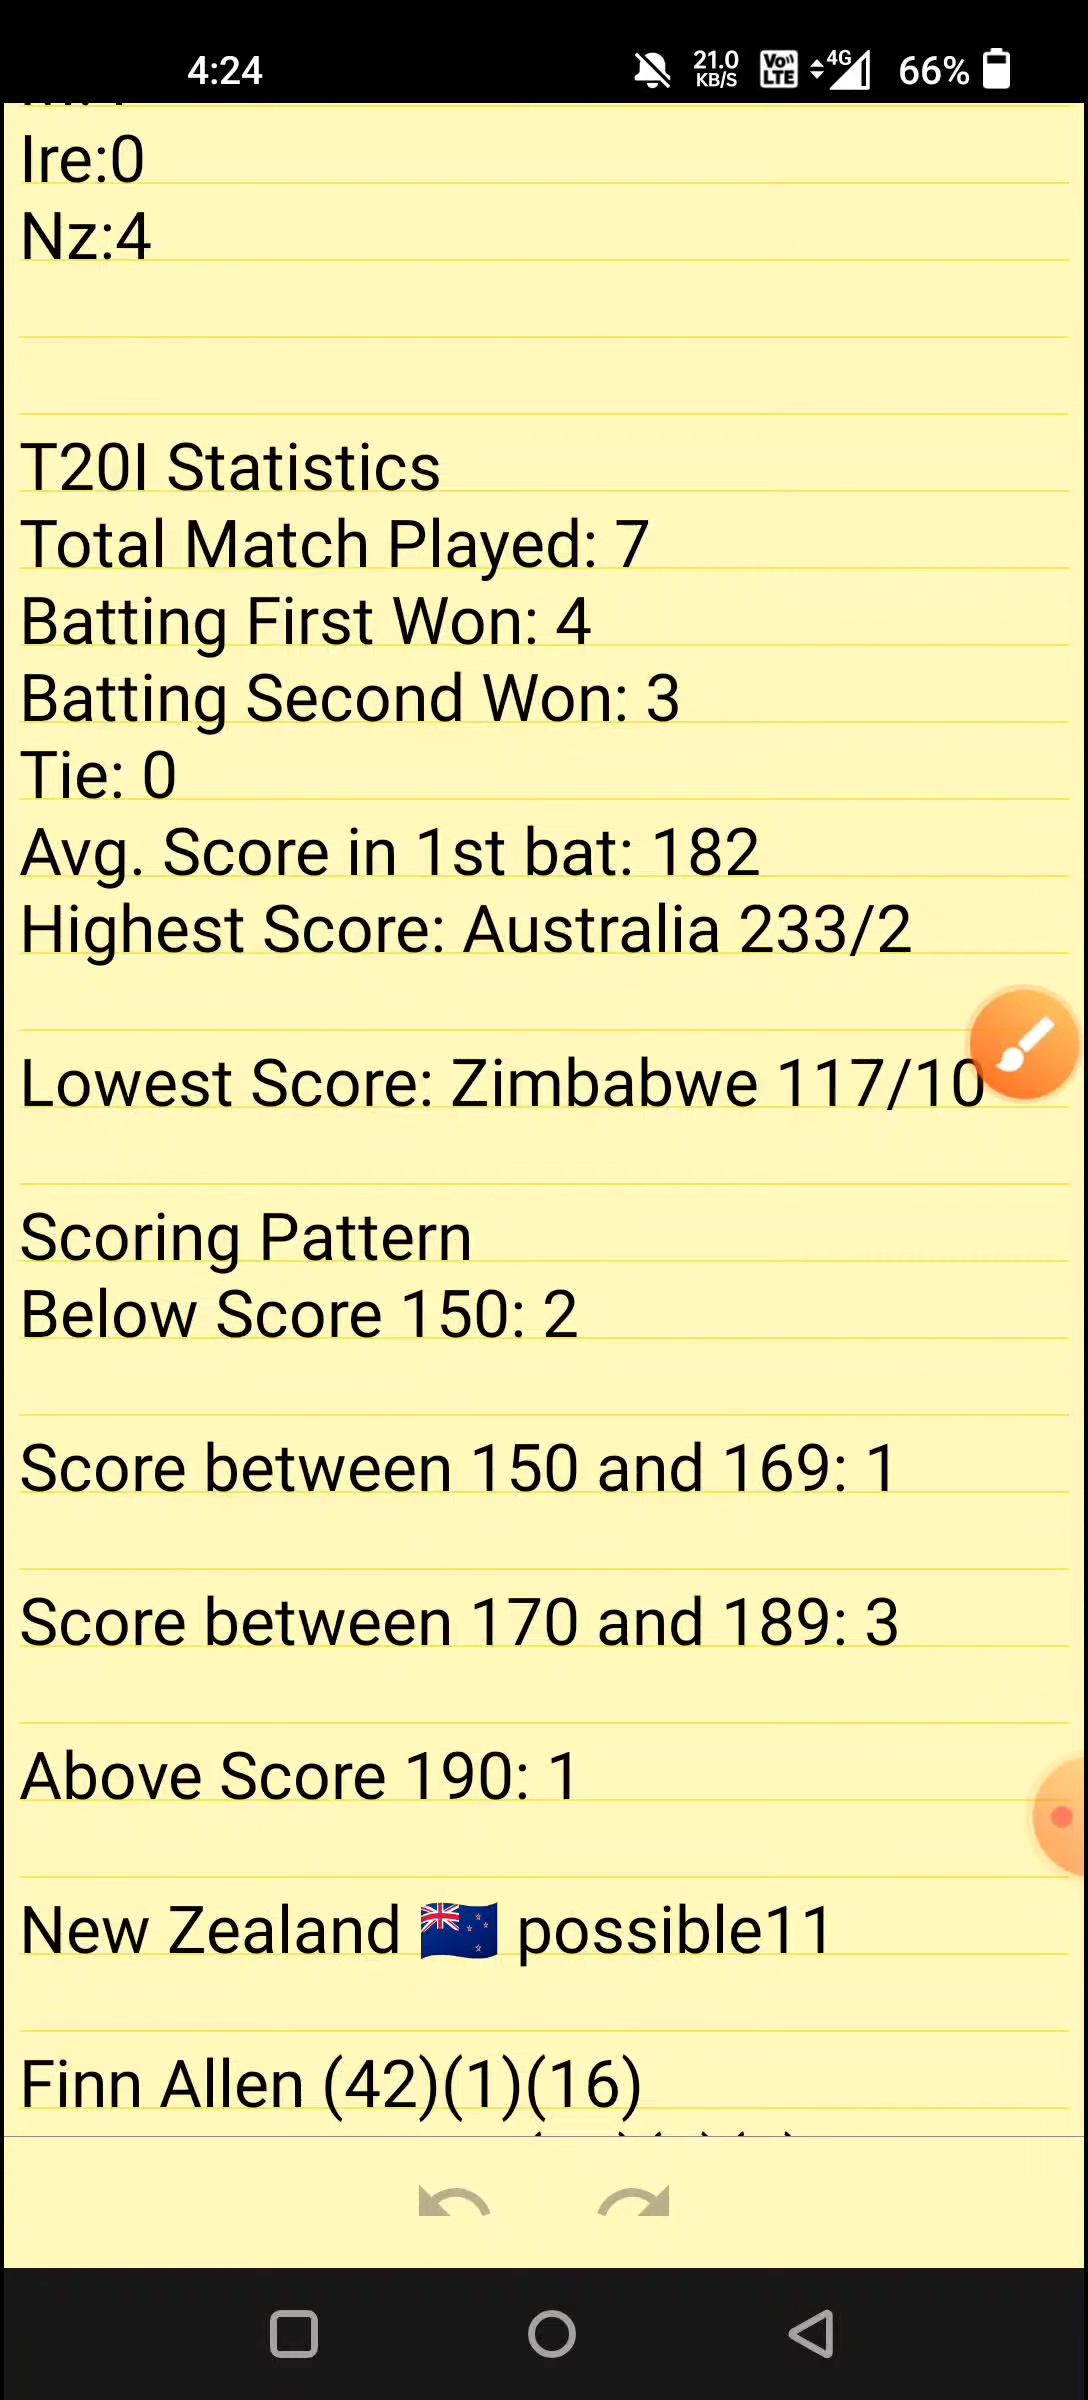 4:24
21.0 KB/S
Vo LTE
4G
66%
Ire:0
Nz:4
T20I Statistics
Total Match Played: 7
Batting First Won: 4
Batting Second Won: 3
Tie: 0
Avg. Score in 1st bat: 182
Highest Score: Australia 233/2
Lowest Score: Zimbabwe 117/10
Scoring Pattern
Below Score 150: 2
Score between 150 and 169: 1
Score between 170 and 189: 3
Above Score 190: 1
New Zealand 🇳🇿 possible11
Finn Allen (42)(1)(16)